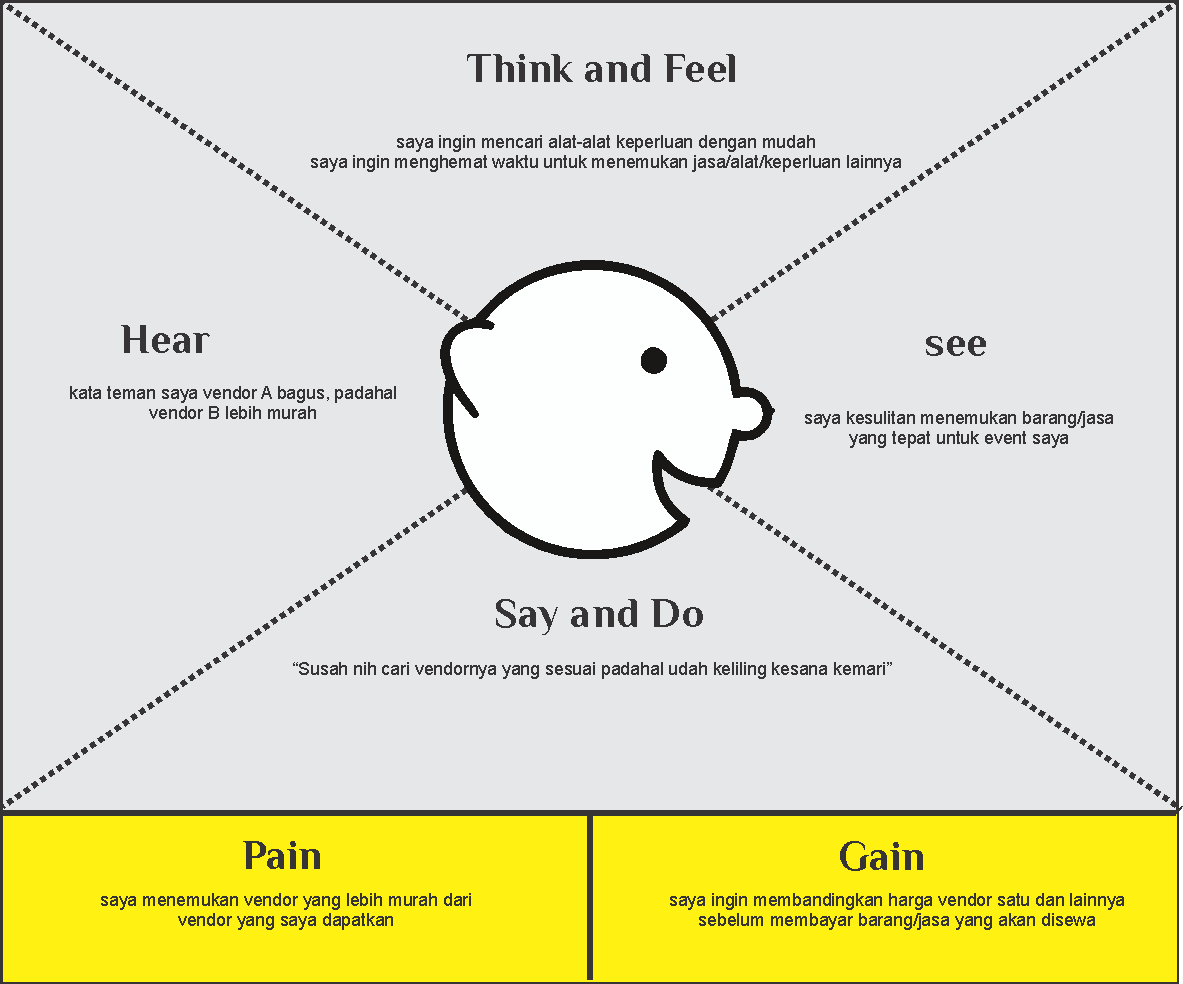 Think and Feel
saya ingin mencari alat-alat keperluan dengan mudah
saya ingin menghemat waktu untuk menemukan jasa/alat/keperluan lainnya
Hear
kata teman saya vendor A bagus, padahal
vendor B lebih murah
see
saya kesulitan menemukan barang/jasa
yang tepat untuk event saya
Say and Do
“Susah nih cari vendornya yang sesuai padahal udah keliling kesana kemari”
Pain
saya menemukan vendor yang lebih murah dari
vendor yang saya dapatkan
Gain
saya ingin membandingkan harga vendor satu dan lainnya
sebelum membayar barang/jasa yang akan disewa